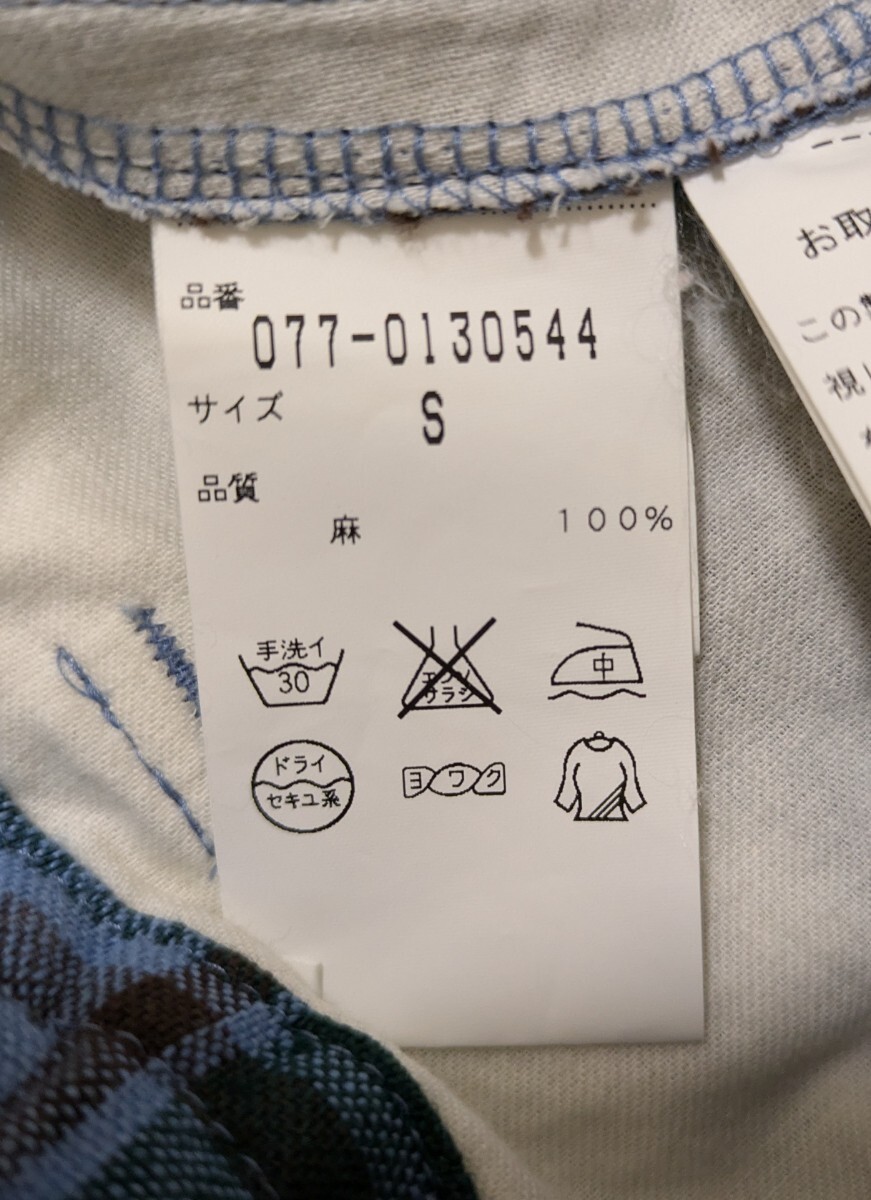 品番
077-0130544
サイズ S
品質
麻 100%
手洗イ
30
エンソ
サラシ
中
ドライ
セキユ系
ヨワク
お取
この
視